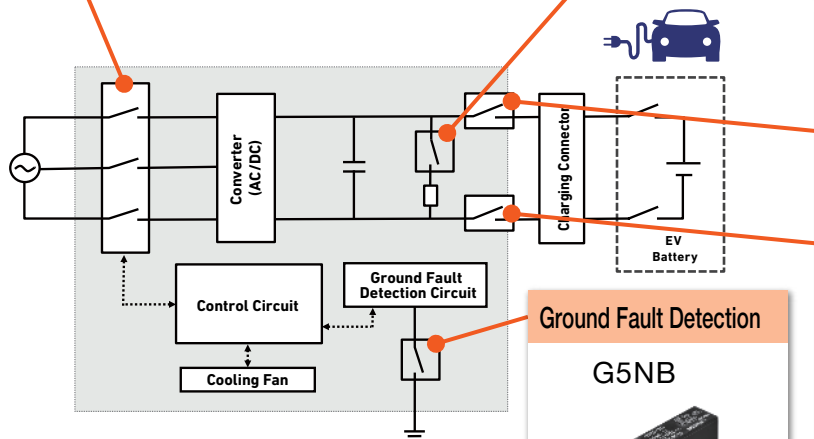 Converter
(AC/DC)
Charging Connector
EV
Battery
Ground Fault
Detection Circuit
Control Circuit
Cooling Fan
Ground Fault Detection
G5NB